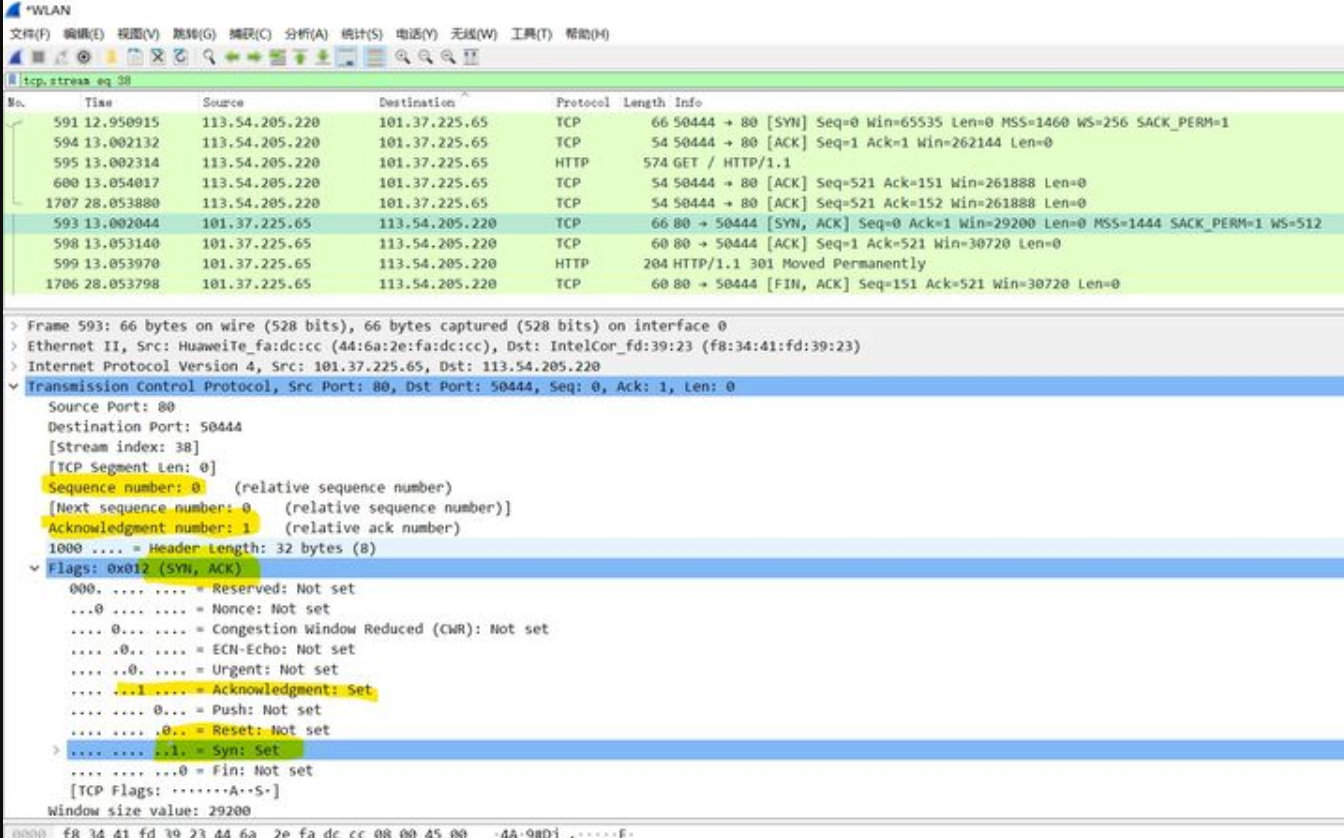 *WLAN
文件(F) 编辑(E) 视图(V) 跳转(G) 捕获(C) 分析(A) 统计(S) 电话(Y) 无线(W) 工具(T) 帮助(H)
tcp.stream eq 38
No. Time Source Destination Protocol Length Info
591 12.950915 113.54.205.220 101.37.225.65 TCP 66 50444 → 80 [SYN] Seq=0 Win=65535 Len=0 MSS=1460 WS=256 SACK_PERM=1
594 13.002132 113.54.205.220 101.37.225.65 TCP 54 50444 → 80 [ACK] Seq=1 Ack=1 Win=262144 Len=0
595 13.002314 113.54.205.220 101.37.225.65 HTTP 574 GET / HTTP/1.1
600 13.054017 113.54.205.220 101.37.225.65 TCP 54 50444 → 80 [ACK] Seq=521 Ack=151 Win=261888 Len=0
1707 28.053880 113.54.205.220 101.37.225.65 TCP 54 50444 → 80 [ACK] Seq=521 Ack=152 Win=261888 Len=0
593 13.002044 101.37.225.65 113.54.205.220 TCP 66 80 → 50444 [SYN, ACK] Seq=0 Ack=1 Win=29200 Len=0 MSS=1444 SACK_PERM=1 WS=512
598 13.053140 101.37.225.65 113.54.205.220 TCP 60 80 → 50444 [ACK] Seq=1 Ack=521 Win=30720 Len=0
599 13.053970 101.37.225.65 113.54.205.220 HTTP 204 HTTP/1.1 301 Moved Permanently
1706 28.053798 101.37.225.65 113.54.205.220 TCP 60 80 → 50444 [FIN, ACK] Seq=151 Ack=521 Win=30720 Len=0
Frame 593: 66 bytes on wire (528 bits), 66 bytes captured (528 bits) on interface 0
Ethernet II, Src: HuaweiTe_fa:dc:cc (44:6a:2e:fa:dc:cc), Dst: IntelCor_fd:39:23 (f8:34:41:fd:39:23)
Internet Protocol Version 4, Src: 101.37.225.65, Dst: 113.54.205.220
Transmission Control Protocol, Src Port: 80, Dst Port: 50444, Seq: 0, Ack: 1, Len: 0
Source Port: 80
Destination Port: 50444
[Stream index: 38]
[TCP Segment Len: 0]
Sequence number: 0 (relative sequence number)
[Next sequence number: 0 (relative sequence number)]
Acknowledgment number: 1 (relative ack number)
1000 .... = Header Length: 32 bytes (8)
Flags: 0x012 (SYN, ACK)
000. .... .... = Reserved: Not set
...0 .... .... = Nonce: Not set
.... 0... .... = Congestion Window Reduced (CWR): Not set
.... .0.. .... = ECN-Echo: Not set
.... ..0. .... = Urgent: Not set
.... ...1 .... = Acknowledgment: Set
.... .... 0... = Push: Not set
.... .... .0.. = Reset: Not set
.... .... ..1. = Syn: Set
.... .... ...0 = Fin: Not set
[TCP Flags: ·······A··S·]
Window size value: 29200
0000 f8 34 41 fd 39 23 44 6a 2e fa dc cc 08 00 45 00 ·4A·9#Dj .·····E·